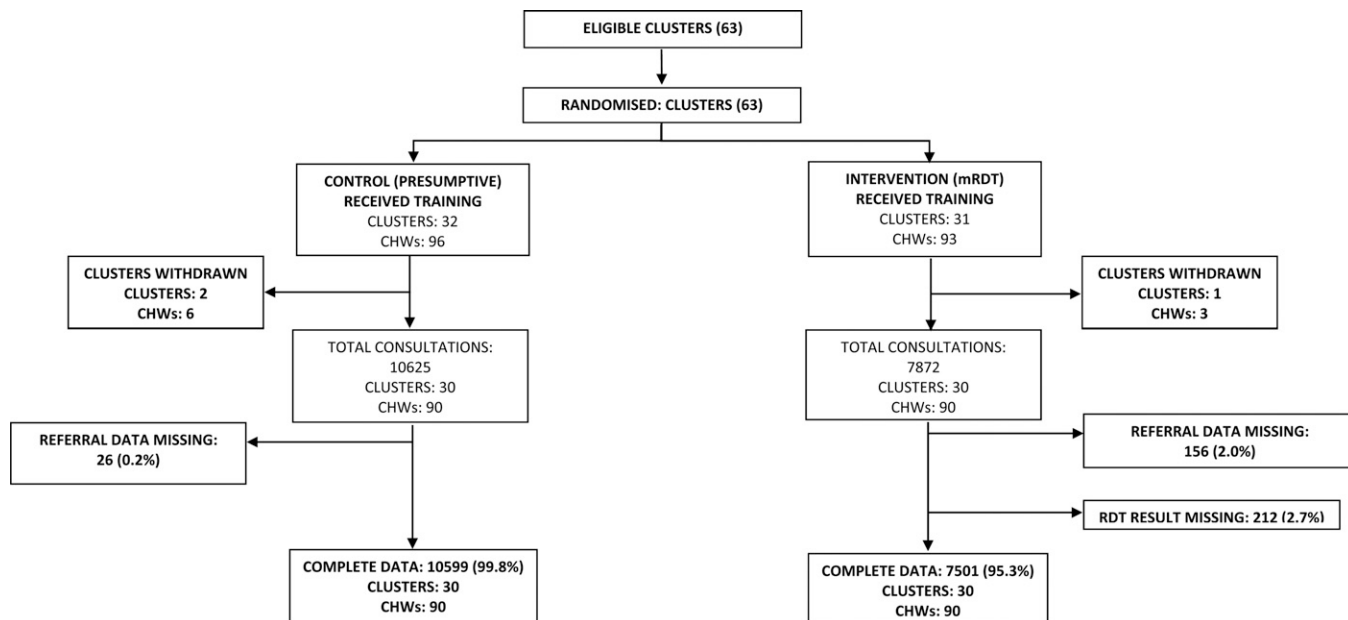 ELIGIBLE CLUSTERS (63)
RANDOMISED: CLUSTERS (63)
CONTROL (PRESUMPTIVE)
RECEIVED TRAINING
CLUSTERS: 32
CHWs: 96
INTERVENTION (mRDT)
RECEIVED TRAINING
CLUSTERS: 31
CHWs: 93
CLUSTERS WITHDRAWN
CLUSTERS: 2
CHWs: 6
CLUSTERS WITHDRAWN
CLUSTERS: 1
CHWs: 3
TOTAL CONSULTATIONS:
10625
CLUSTERS: 30
CHWs: 90
TOTAL CONSULTATIONS:
7872
CLUSTERS: 30
CHWs: 90
REFERRAL DATA MISSING:
26 (0.2%)
REFERRAL DATA MISSING:
156 (2.0%)
RDT RESULT MISSING: 212 (2.7%)
COMPLETE DATA: 10599 (99.8%)
CLUSTERS: 30
CHWs: 90
COMPLETE DATA: 7501 (95.3%)
CLUSTERS: 30
CHWs: 90